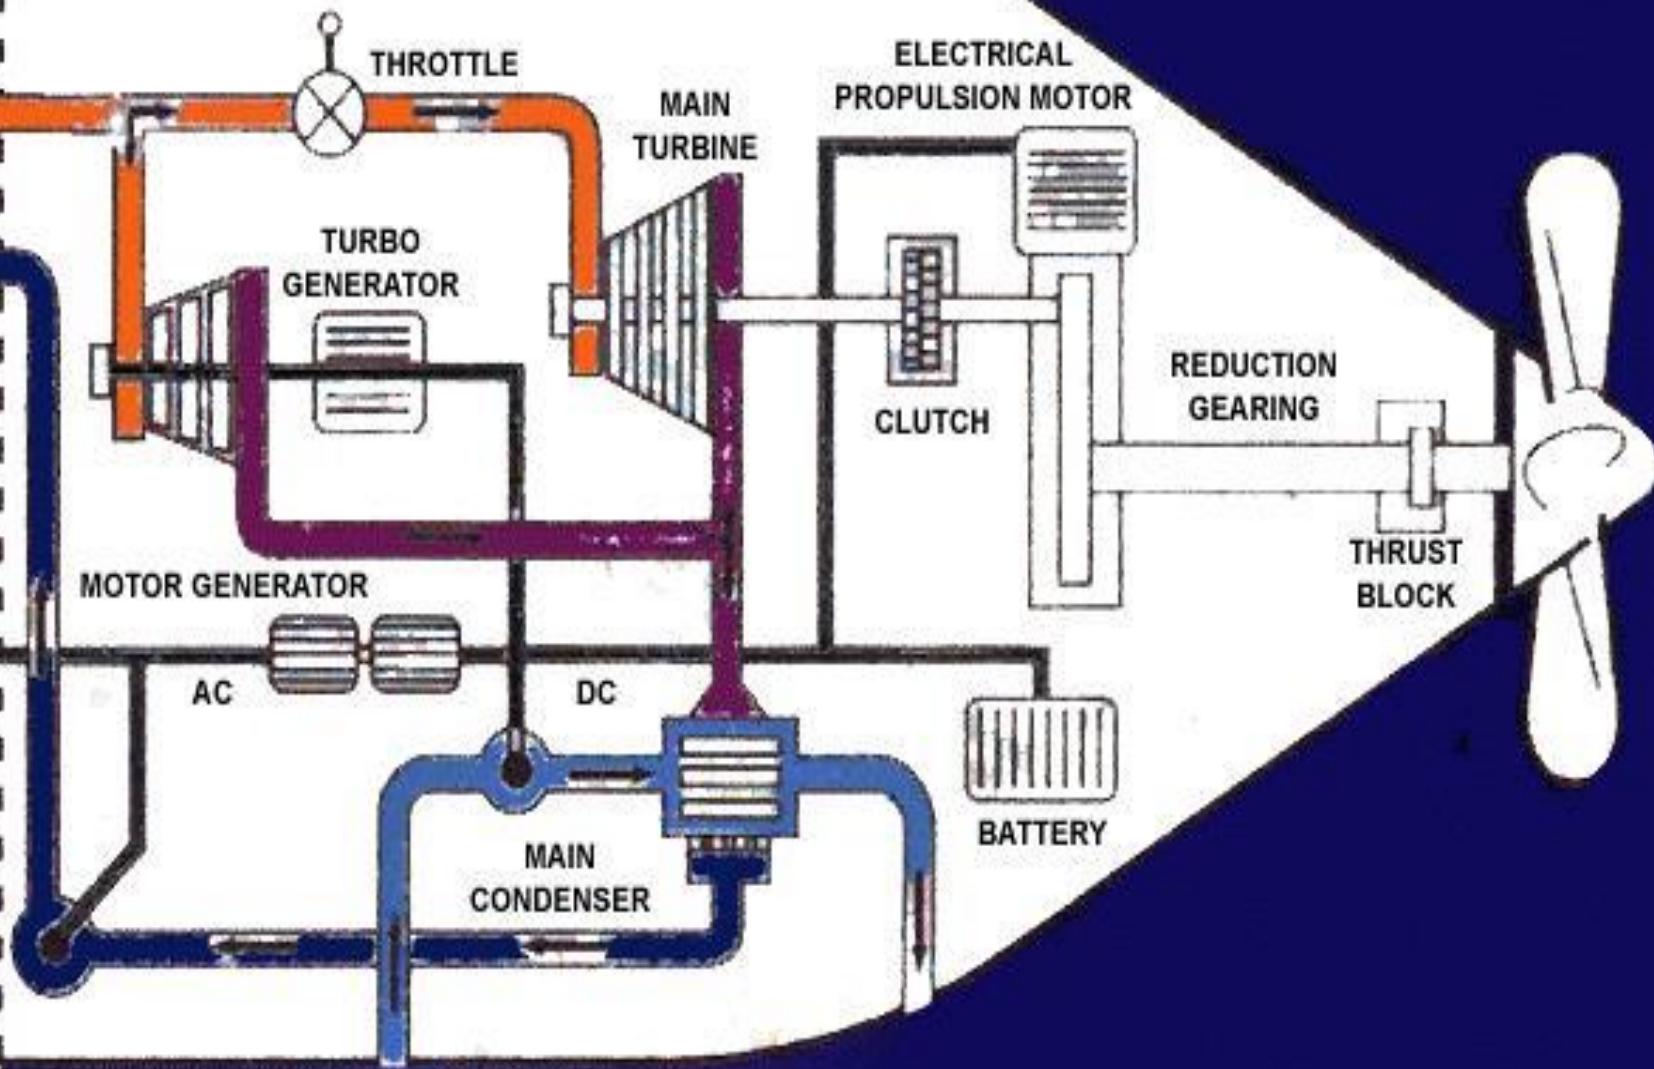 THROTTLE
ELECTRICAL
PROPULSION MOTOR
MAIN
TURBINE
TURBO
GENERATOR
CLUTCH
REDUCTION
GEARING
THRUST
BLOCK
MOTOR GENERATOR
AC
DC
MAIN
CONDENSER
BATTERY